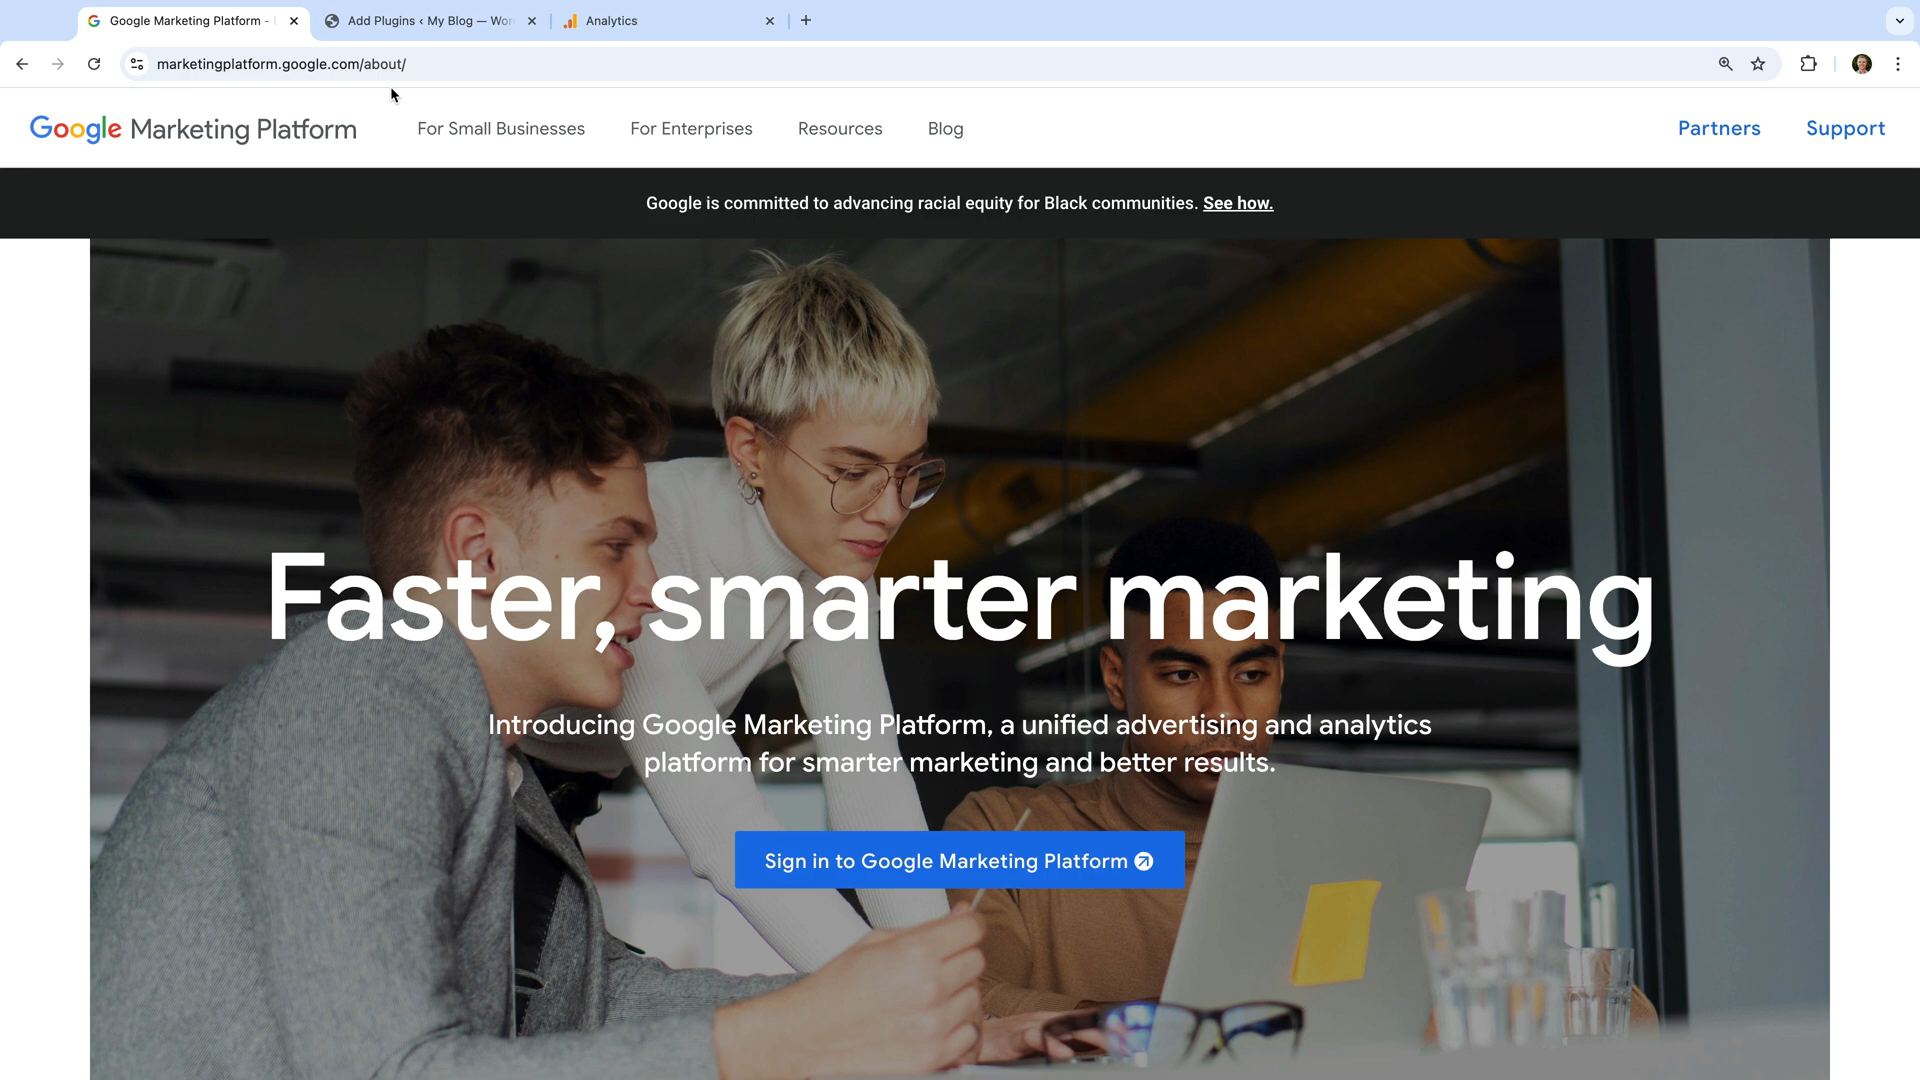 Google Marketing Platform -
Add Plugins ‹ My Blog — Wor
Analytics
marketingplatform.google.com/about/
Google Marketing Platform
For Small Businesses
For Enterprises
Resources
Blog
Partners
Support
Google is committed to advancing racial equity for Black communities. See how.
Faster, smarter marketing
Introducing Google Marketing Platform, a unified advertising and analytics
platform for smarter marketing and better results.
Sign in to Google Marketing Platform